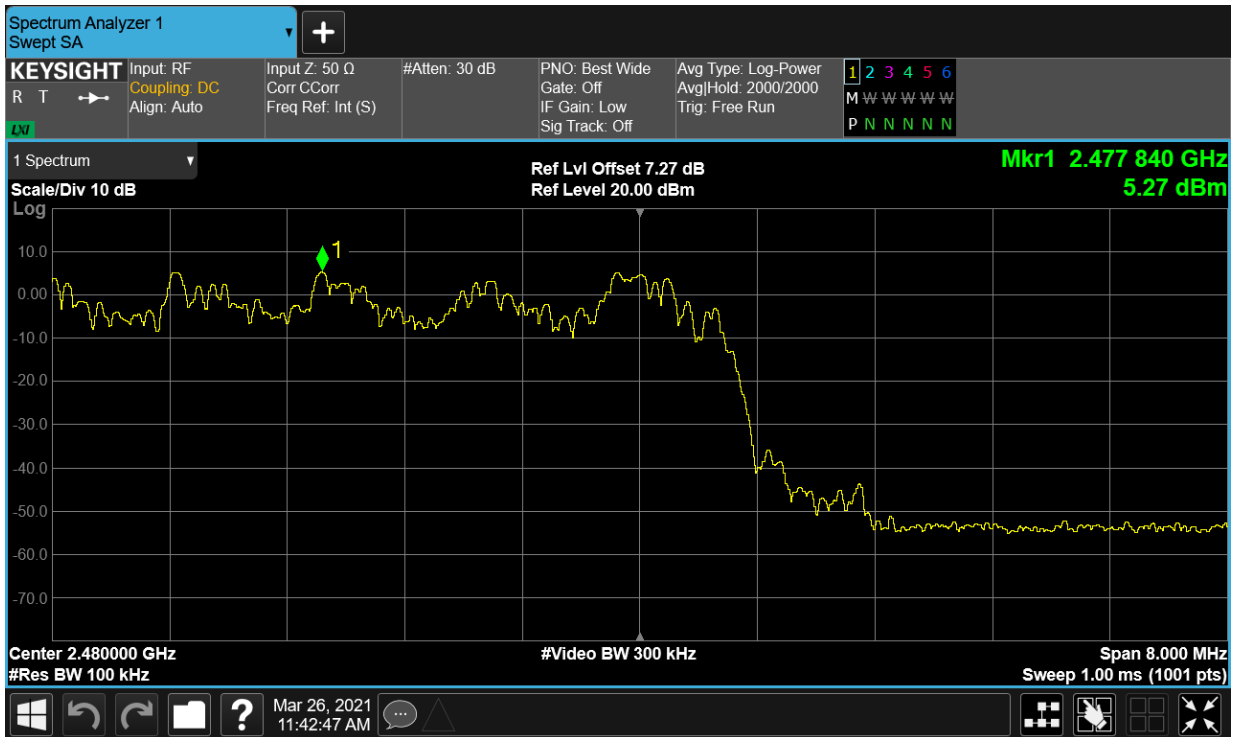 Spectrum Analyzer 1
Swept SA
▼
+
KEYSIGHT
R T
LXI
Input: RF
Coupling: DC
Align: Auto
Input Z: 50 Ω
Corr CCorr
Freq Ref: Int (S)
#Atten: 30 dB
PNO: Best Wide
Gate: Off
IF Gain: Low
Sig Track: Off
Avg Type: Log-Power
Avg|Hold: 2000/2000
Trig: Free Run
1 2 3 4 5 6
M W W W W W
P N N N N N
1 Spectrum ▼
Scale/Div 10 dB
Log
Ref Lvl Offset 7.27 dB
Ref Level 20.00 dBm
Mkr1 2.477 840 GHz
5.27 dBm
1
10.0
0.00
-10.0
-20.0
-30.0
-40.0
-50.0
-60.0
-70.0
Center 2.480000 GHz
#Res BW 100 kHz
#Video BW 300 kHz
Span 8.000 MHz
Sweep 1.00 ms (1001 pts)
?
Mar 26, 2021
11:42:47 AM